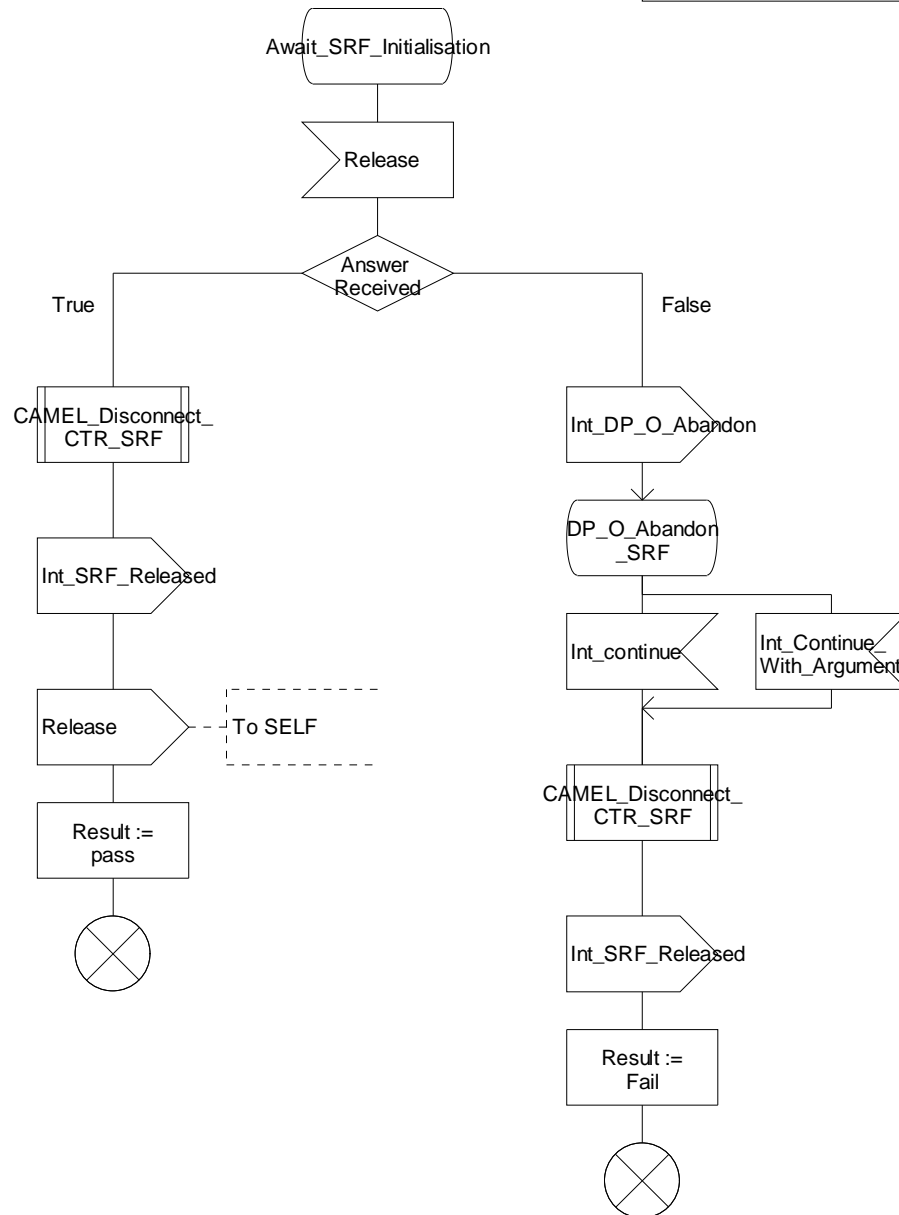 Await_SRF_Initialisation
Release
Answer
Received
True
False
CAMEL_Disconnect_
CTR_SRF
Int_DP_O_Abandon
DP_O_Abandon
_SRF
Int_SRF_Released
Int_continue
Int_Continue_
With_Argument
Release
To SELF
CAMEL_Disconnect_
CTR_SRF
Result :=
pass
Int_SRF_Released
Result :=
Fail